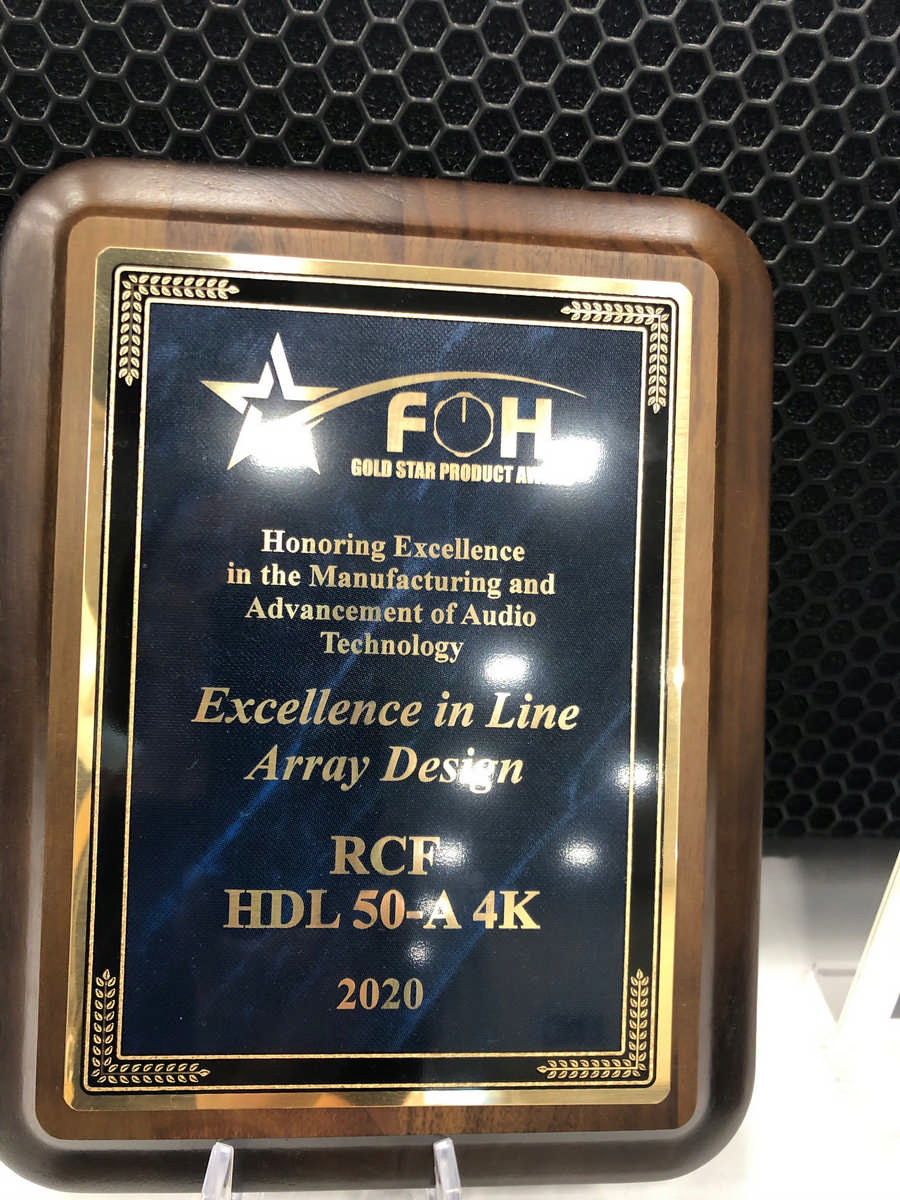 FOH
GOLD STAR PRODUCT
Honoring Excellence
in the Manufacturing and
Advancement of Audio
Technology
Excellence in Line
Array Design
RCF
HDL 50-A 4K
2020